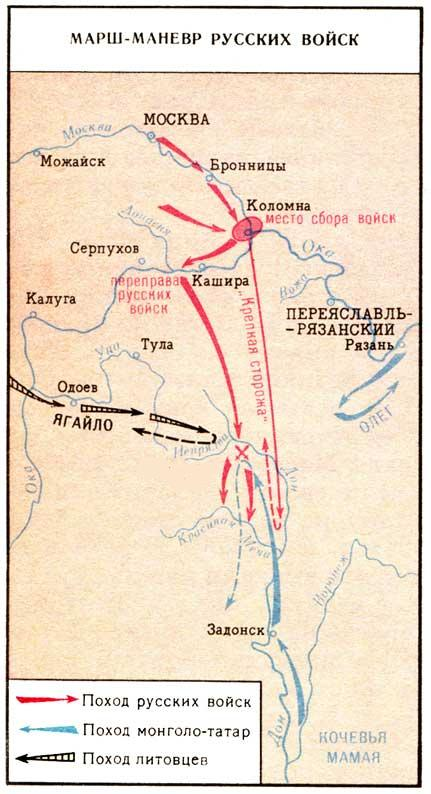 МАРШ-МАНЕВР РУССКИХ ВОЙСК
МОСКВА
Москва
Можайск
Бронницы
Коломна
место сбора войск
Лопасня
Ока
Серпухов
Кашира
переправа
русских
войск
"Крепкая сторожа"
Вожа
Калуга
ПЕРЕЯСЛАВЛЬ-
-РЯЗАНСКИЙ
Рязань
Упа
Тула
Одоев
ЯГАЙЛО
ОЛЕГ
Непрядва
Дон
Ока
Красивая Меча
Воронеж
Задонск
Дон
КОЧЕВЬЯ
МАМАЯ
Поход русских войск
Поход монголо-татар
Поход литовцев